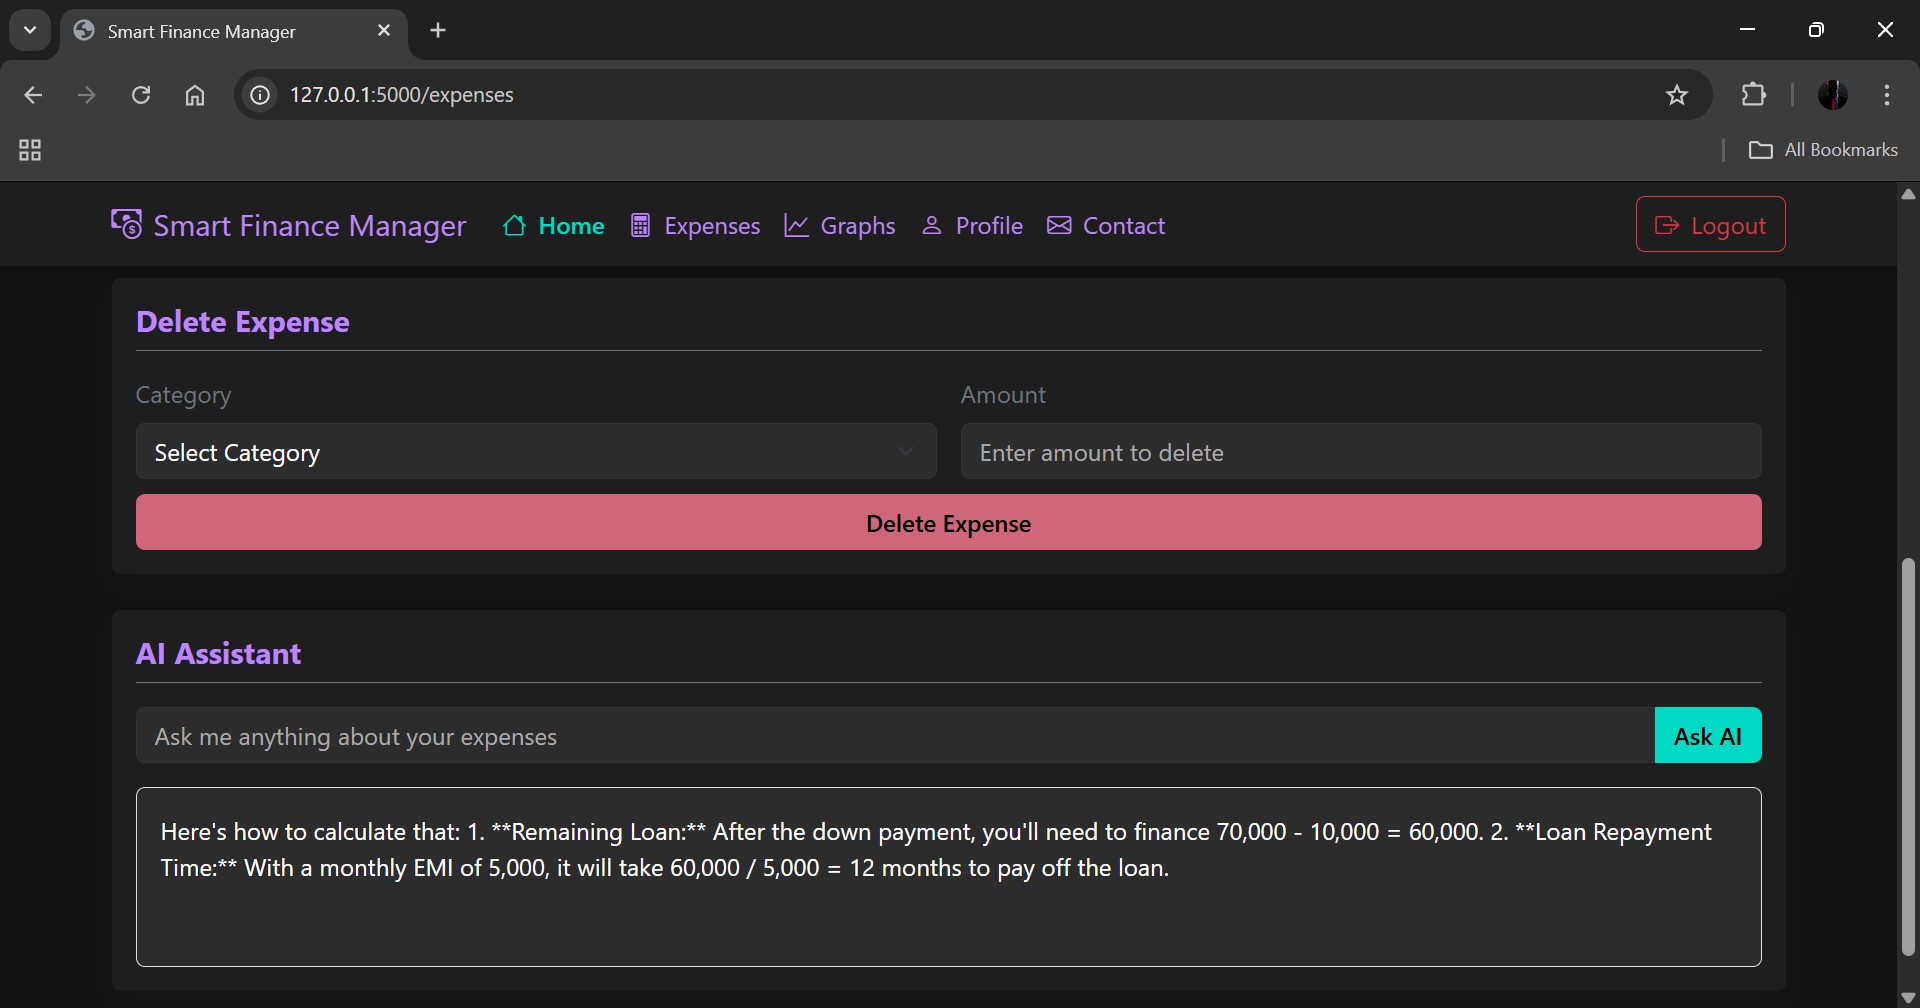 Smart Finance Manager
127.0.0.1:5000/expenses
All Bookmarks
Smart Finance Manager Home Expenses Graphs Profile Contact Logout
Delete Expense
Category Amount
Select Category Enter amount to delete
Delete Expense
AI Assistant
Ask me anything about your expenses Ask AI
Here's how to calculate that: 1. **Remaining Loan:** After the down payment, you'll need to finance 70,000 - 10,000 = 60,000. 2. **Loan Repayment
Time:** With a monthly EMI of 5,000, it will take 60,000 / 5,000 = 12 months to pay off the loan.